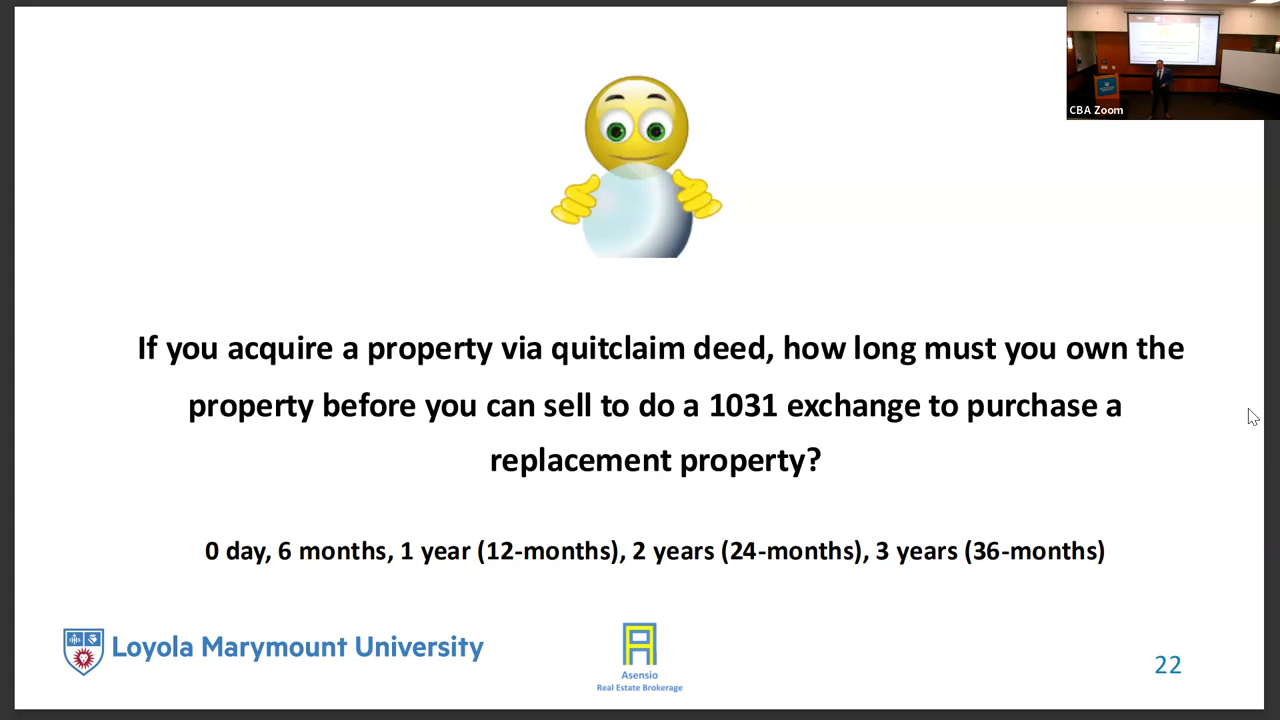 CBA Zoom
If you acquire a property via quitclaim deed, how long must you own the
property before you can sell to do a 1031 exchange to purchase a
replacement property?
0 day, 6 months, 1 year (12-months), 2 years (24-months), 3 years (36-months)
Loyola Marymount University
Asensio
Real Estate Brokerage
22